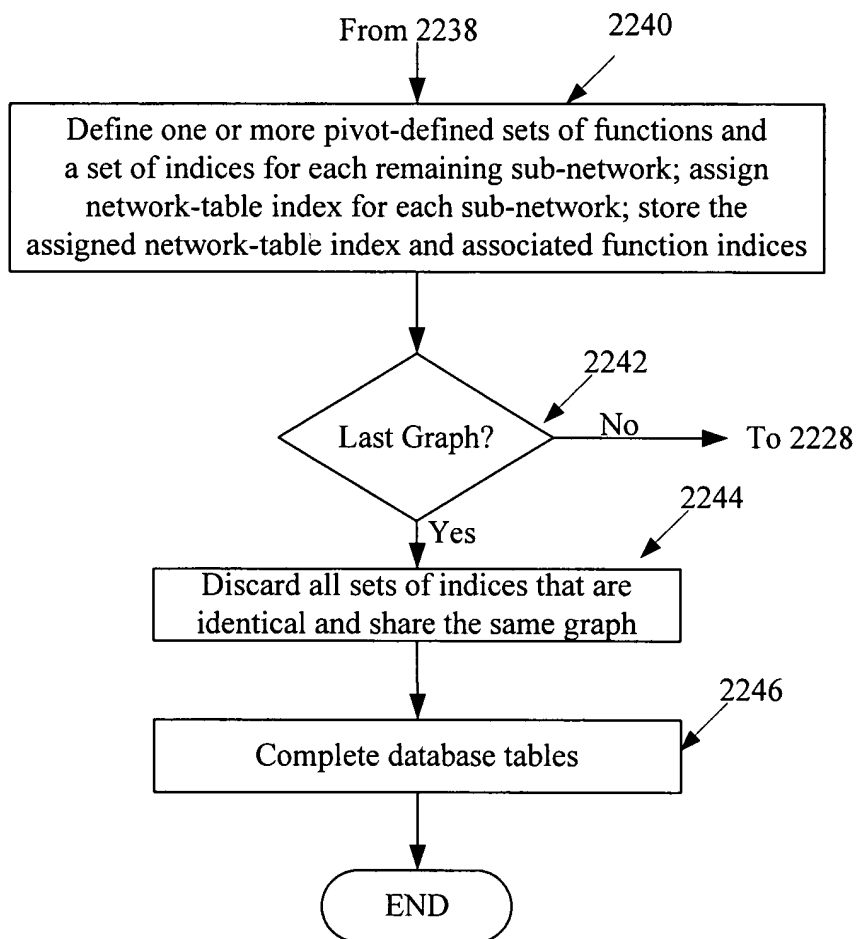 From 2238
2240
Define one or more pivot-defined sets of functions and
a set of indices for each remaining sub-network; assign
network-table index for each sub-network; store the
assigned network-table index and associated function indices
2242
Last Graph?
No
To 2228
Yes
2244
Discard all sets of indices that are
identical and share the same graph
2246
Complete database tables
END